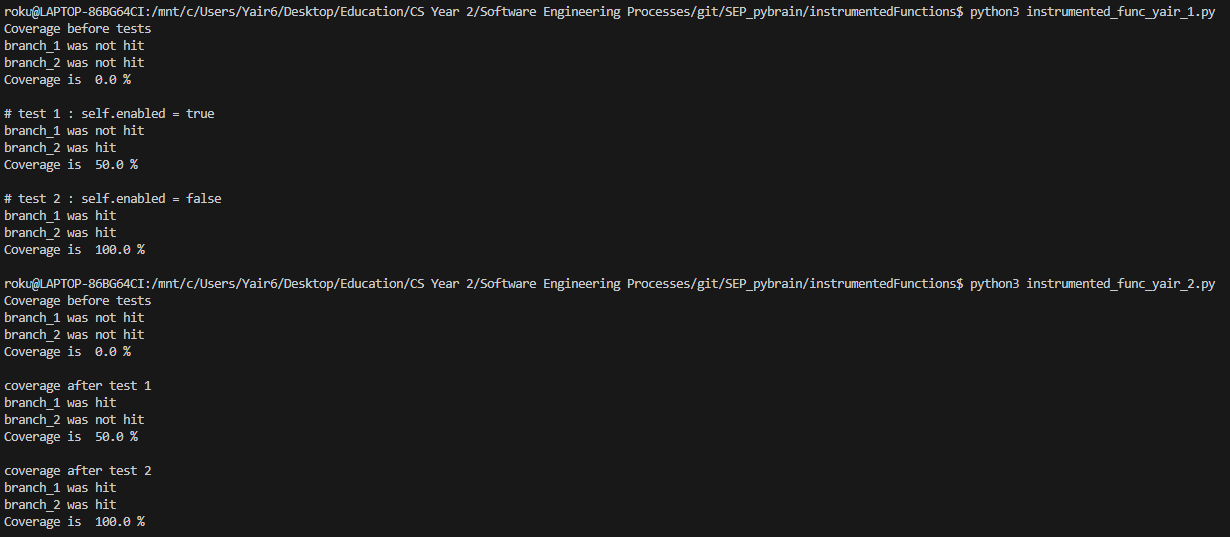 roku@LAPTOP-86BG64CI:/mnt/c/Users/Yair6/Desktop/Education/CS Year 2/Software Engineering Processes/git/SEP_pybrain/instrumentedFunctions$ python3 instrumented_func_yair_1.py
Coverage before tests
branch_1 was not hit
branch_2 was not hit
Coverage is  0.0 %

# test 1 : self.enabled = true
branch_1 was not hit
branch_2 was hit
Coverage is  50.0 %

# test 2 : self.enabled = false
branch_1 was hit
branch_2 was hit
Coverage is  100.0 %

roku@LAPTOP-86BG64CI:/mnt/c/Users/Yair6/Desktop/Education/CS Year 2/Software Engineering Processes/git/SEP_pybrain/instrumentedFunctions$ python3 instrumented_func_yair_2.py
Coverage before tests
branch_1 was not hit
branch_2 was not hit
Coverage is  0.0 %

coverage after test 1
branch_1 was hit
branch_2 was not hit
Coverage is  50.0 %

coverage after test 2
branch_1 was hit
branch_2 was hit
Coverage is  100.0 %